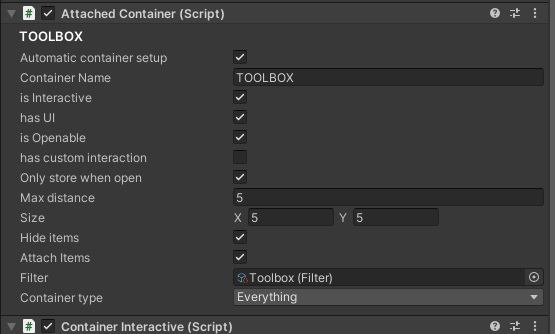 Attached Container (Script)
TOOLBOX
Automatic container setup
Container Name TOOLBOX
is Interactive
has UI
is Openable
has custom interaction
Only store when open
Max distance 5
Size X 5 Y 5
Hide items
Attach Items
Filter Toolbox (Filter)
Container type Everything
Container Interactive (Script)